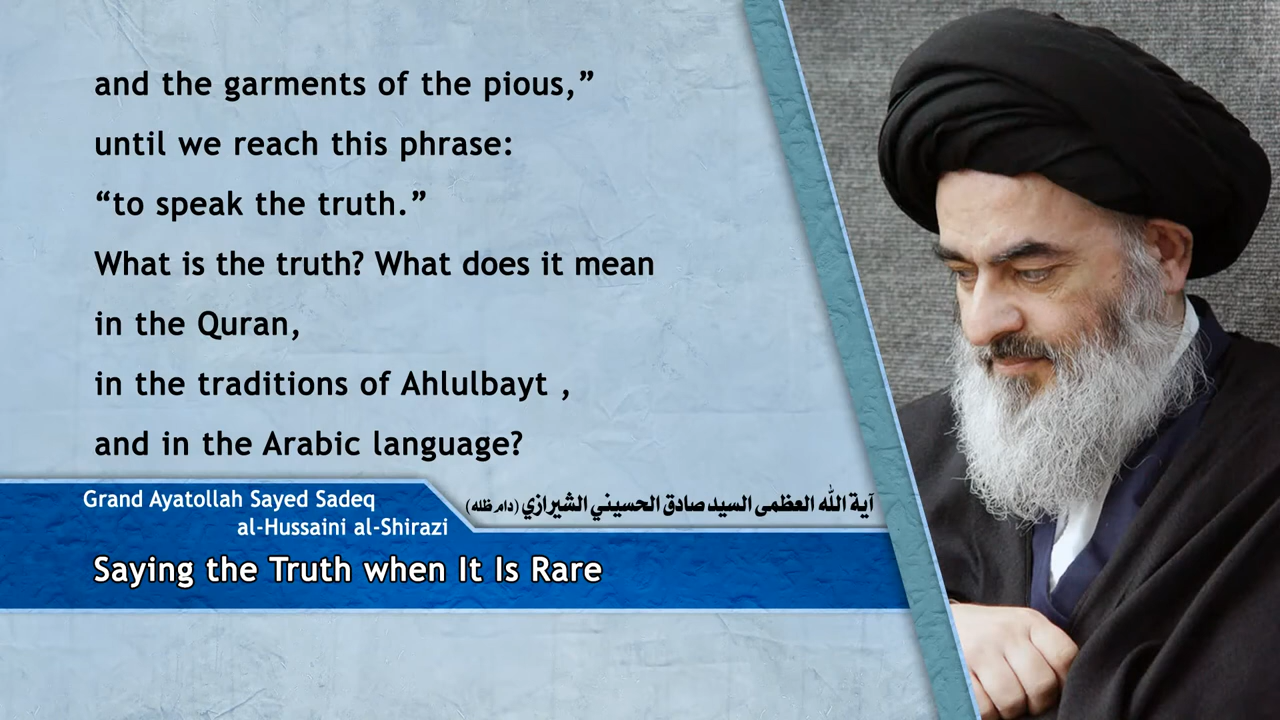 and the garments of the pious,”
until we reach this phrase:
“to speak the truth.”
What is the truth? What does it mean
in the Quran,
in the traditions of Ahlulbayt ,
and in the Arabic language?
Grand Ayatollah Sayed Sadeq
al-Hussaini al-Shirazi
آية الله العظمى السيد صادق الحسيني الشيرازي (دام ظله)
Saying the Truth when It Is Rare